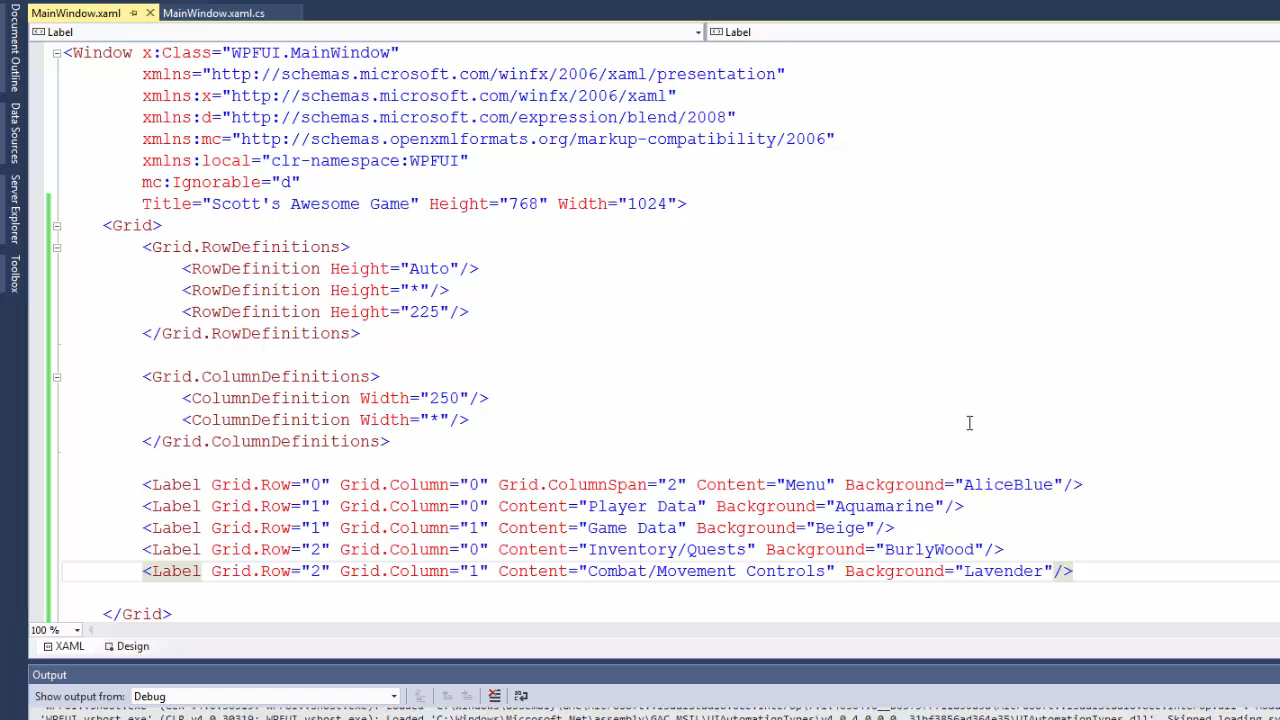 MainWindow.xaml
MainWindow.xaml.cs
Label
Label
Document Outline
Data Sources
Server Explorer
Toolbox
<Window x:Class="WPFUI.MainWindow"
xmlns="http://schemas.microsoft.com/winfx/2006/xaml/presentation"
xmlns:x="http://schemas.microsoft.com/winfx/2006/xaml"
xmlns:d="http://schemas.microsoft.com/expression/blend/2008"
xmlns:mc="http://schemas.openxmlformats.org/markup-compatibility/2006"
xmlns:local="clr-namespace:WPFUI"
mc:Ignorable="d"
Title="Scott's Awesome Game" Height="768" Width="1024">
<Grid>
<Grid.RowDefinitions>
<RowDefinition Height="Auto"/>
<RowDefinition Height="*"/>
<RowDefinition Height="225"/>
</Grid.RowDefinitions>
<Grid.ColumnDefinitions>
<ColumnDefinition Width="250"/>
<ColumnDefinition Width="*"/>
</Grid.ColumnDefinitions>
<Label Grid.Row="0" Grid.Column="0" Grid.ColumnSpan="2" Content="Menu" Background="AliceBlue"/>
<Label Grid.Row="1" Grid.Column="0" Content="Player Data" Background="Aquamarine"/>
<Label Grid.Row="1" Grid.Column="1" Content="Game Data" Background="Beige"/>
<Label Grid.Row="2" Grid.Column="0" Content="Inventory/Quests" Background="BurlyWood"/>
<Label Grid.Row="2" Grid.Column="1" Content="Combat/Movement Controls" Background="Lavender"/>
</Grid>
100 %
XAML
Design
Output
Show output from:
Debug